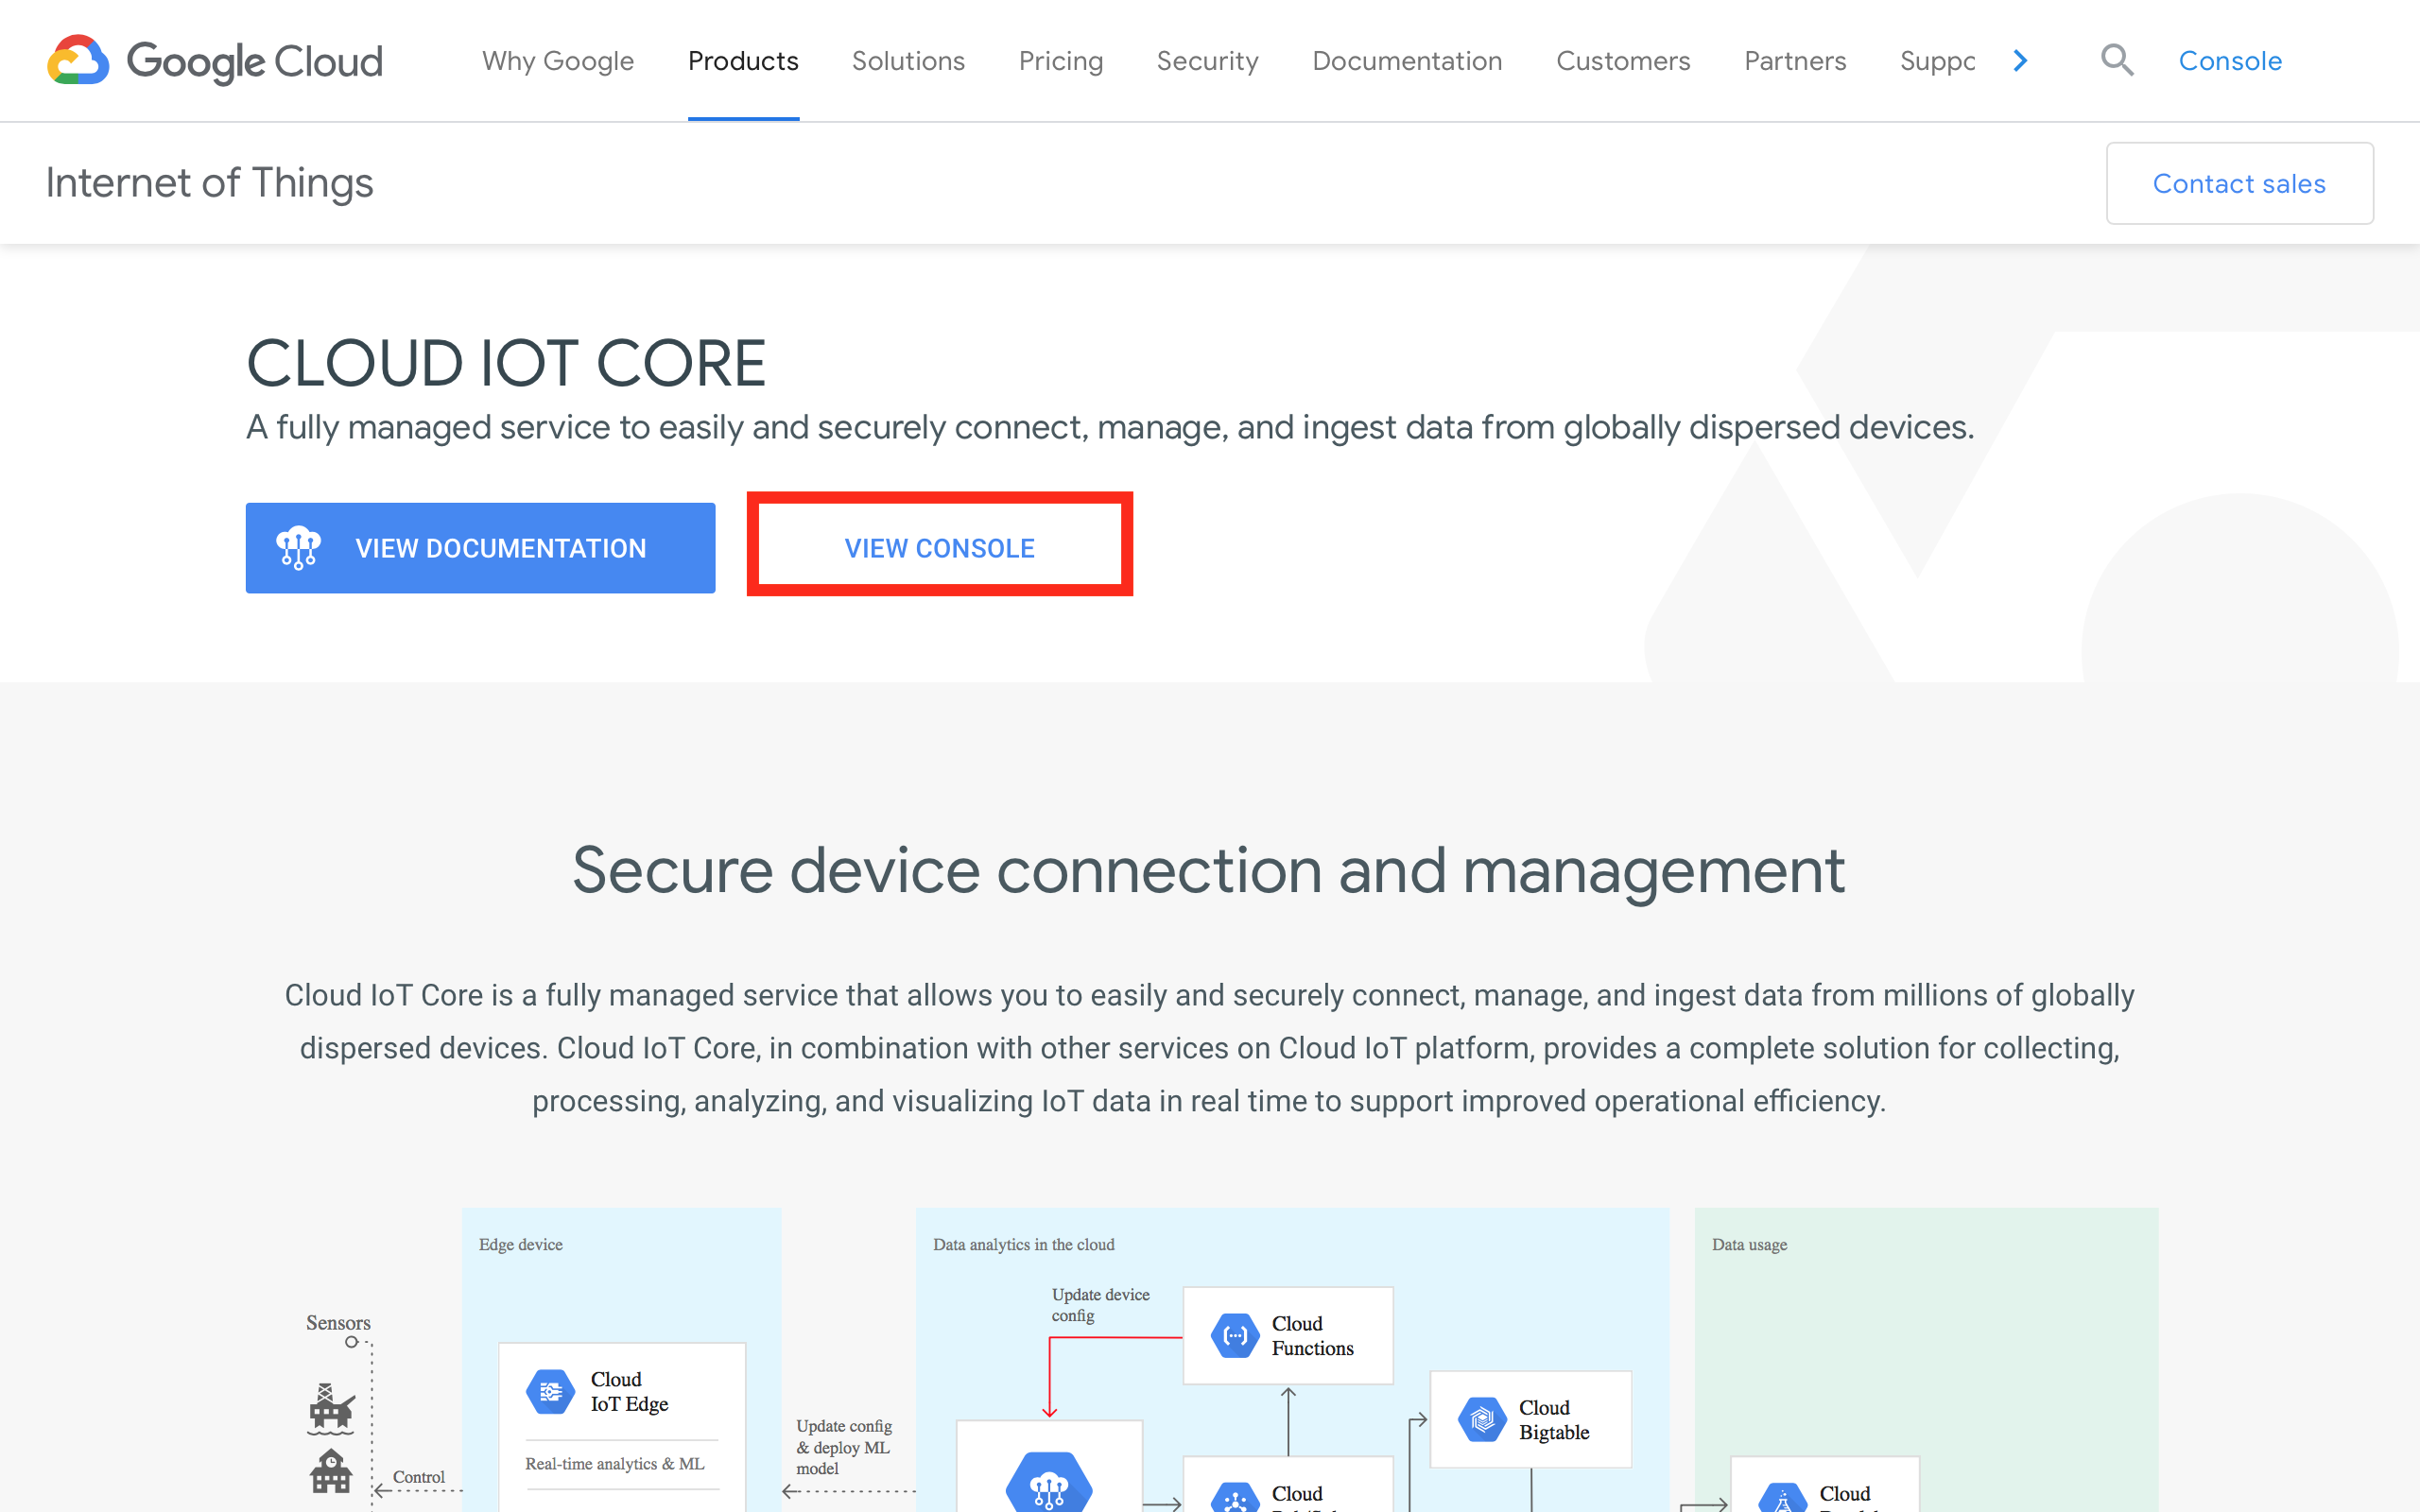 Google Cloud
Why Google
Products
Solutions
Pricing
Security
Documentation
Customers
Partners
Suppo
Console
Internet of Things
Contact sales
CLOUD IOT CORE
A fully managed service to easily and securely connect, manage, and ingest data from globally dispersed devices.
VIEW DOCUMENTATION
VIEW CONSOLE
Secure device connection and management
Cloud IoT Core is a fully managed service that allows you to easily and securely connect, manage, and ingest data from millions of globally
dispersed devices. Cloud IoT Core, in combination with other services on Cloud IoT platform, provides a complete solution for collecting,
processing, analyzing, and visualizing IoT data in real time to support improved operational efficiency.
Sensors
Control
Edge device
Cloud
IoT Edge
Real-time analytics & ML
Update config
& deploy ML
model
Data analytics in the cloud
Update device
config
Cloud
Functions
Cloud
Cloud
Bigtable
Data usage
Cloud